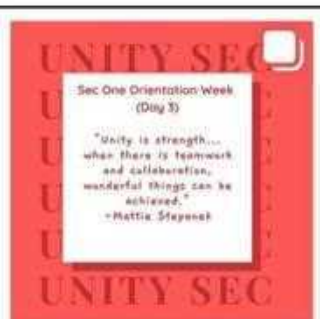 UNITY SEC
Sec One Orientation Week
(Day 3)
"Unity is strength...
when there is teamwork
and collaboration,
wonderful things can be
achieved."
-Mattie Stepanek
UNITY SEC